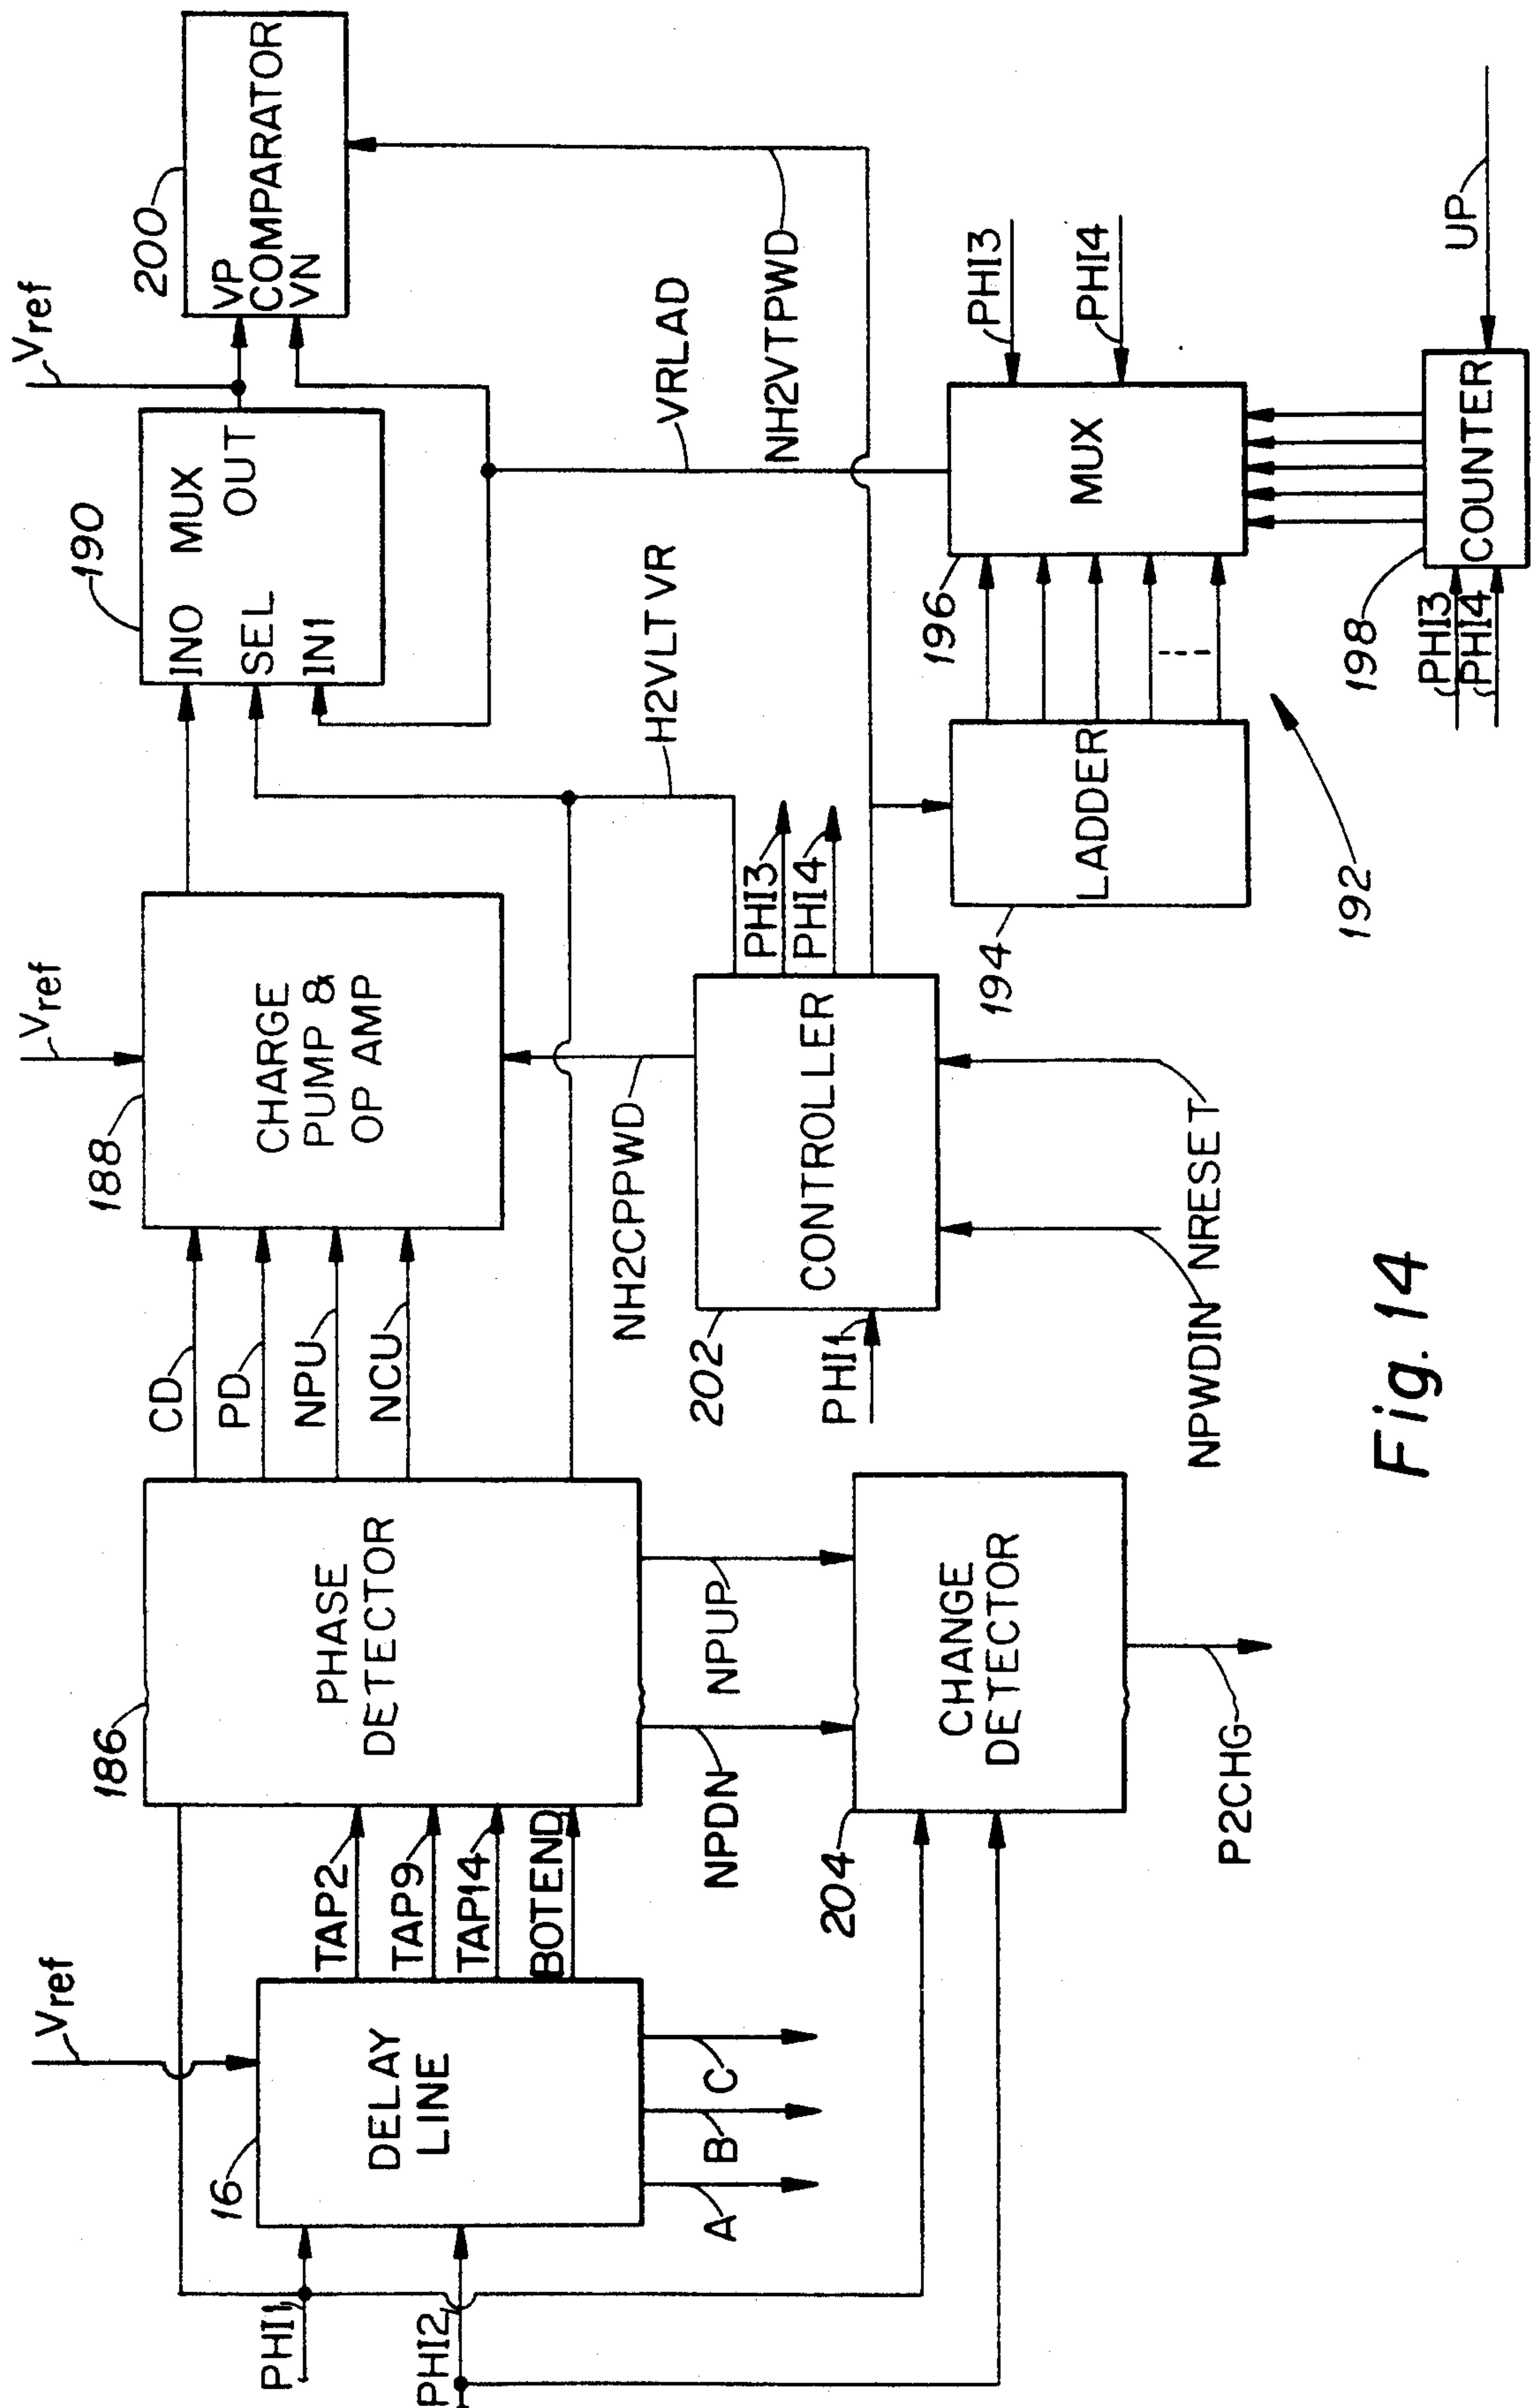 Vref
Vref
Vref
16
DELAY
LINE
PHI1
PHI2
TAP2
TAP9
TAP14
BOTEND
A
B
C
186
PHASE
DETECTOR
CD
PD
NPU
NCU
NPDN
NPUP
204
CHANGE
DETECTOR
P2CHG
188
CHARGE
PUMP &
OP AMP
NH2CPPWD
202
CONTROLLER
PHI1
NPWDIN
NRESET
PHI3
PHI4
H2VLTVR
190
IN0 MUX
SEL OUT
IN1
200
VP
COMPARATOR
VN
VRLAD
NH2VTPWD
194
LADDER
192
196
MUX
PHI3
PHI4
198
COUNTER
PHI3
PHI4
UP
Fig. 14